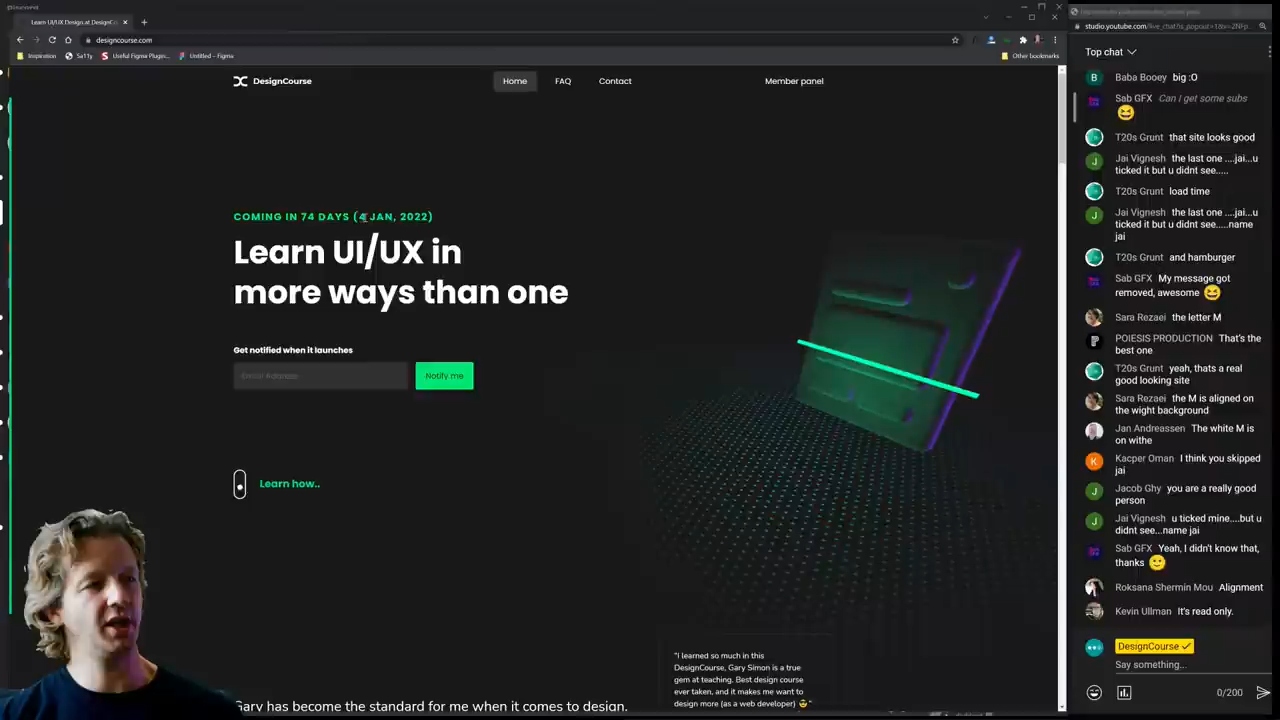 Learn UI/UX Design at DesignCo
designcourse.com
studio.youtube.com/live_chat?is_popout=1&v=2NFp...
Inspiration
Sa11y
Useful Figma Plugin...
Untitled – Figma
Other bookmarks
DesignCourse
Home
FAQ
Contact
Member panel
COMING IN 74 DAYS (4 JAN, 2022)
Learn UI/UX in
more ways than one
Get notified when it launches
Email Address
Notify me
Learn how..
"I learned so much in this
DesignCourse, Gary Simon is a true
gem at teaching. Best design course
ever taken, and it makes me want to
design more (as a web developer) 😎"
Gary has become the standard for me when it comes to design.
Top chat
Baba Booey big :O
Sab GFX Can I get some subs
😆
T20s Grunt that site looks good
Jai Vignesh the last one ....jai...u
ticked it but u didnt see.....
T20s Grunt load time
Jai Vignesh the last one ....jai...u
ticked it but u didnt see.....name
jai
T20s Grunt and hamburger
Sab GFX My message got
removed, awesome 😆
Sara Rezaei the letter M
POIESIS PRODUCTION That's the
best one
T20s Grunt yeah, thats a real
good looking site
Sara Rezaei the M is aligned on
the wight background
Jan Andreassen The white M is
on withe
Kacper Oman I think you skipped
jai
Jacob Ghy you are a really good
person
Jai Vignesh u ticked mine....but u
didnt see...name jai
Sab GFX Yeah, I didn't know that,
thanks 🙂
Roksana Shermin Mou Alignment
Kevin Ullman It's read only.
DesignCourse
Say something...
0/200